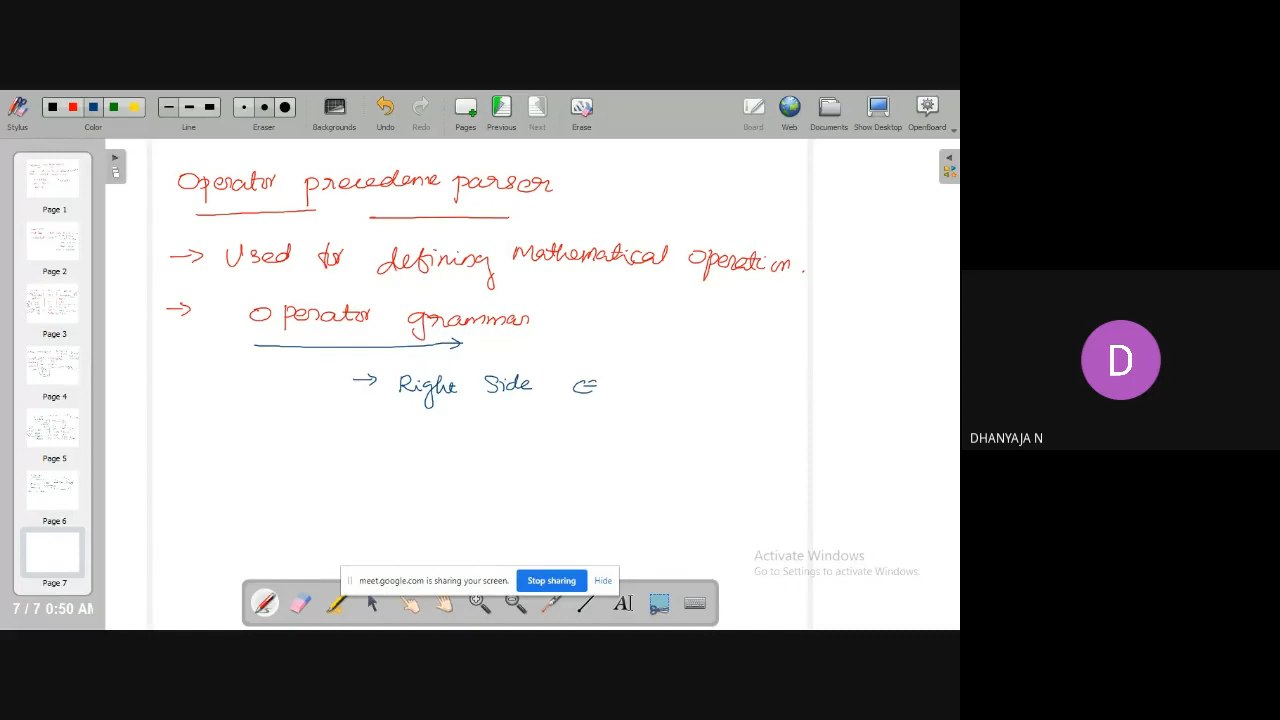 Stylus
Color
Line
Eraser
Backgrounds
Undo
Redo
Pages
Previous
Next
Erase
Board
Web
Documents
Show Desktop
OpenBoard
Page 1
Page 2
Page 3
Page 4
Page 5
Page 6
Page 7
7 / 7 0:50 AM
Operator precedence parser
→ Used for defining Mathematical Operation.
→ Operator grammar
→ Right Side
Activate Windows
Go to Settings to activate Windows.
meet.google.com is sharing your screen.
Stop sharing
Hide
D
DHANYAJA N